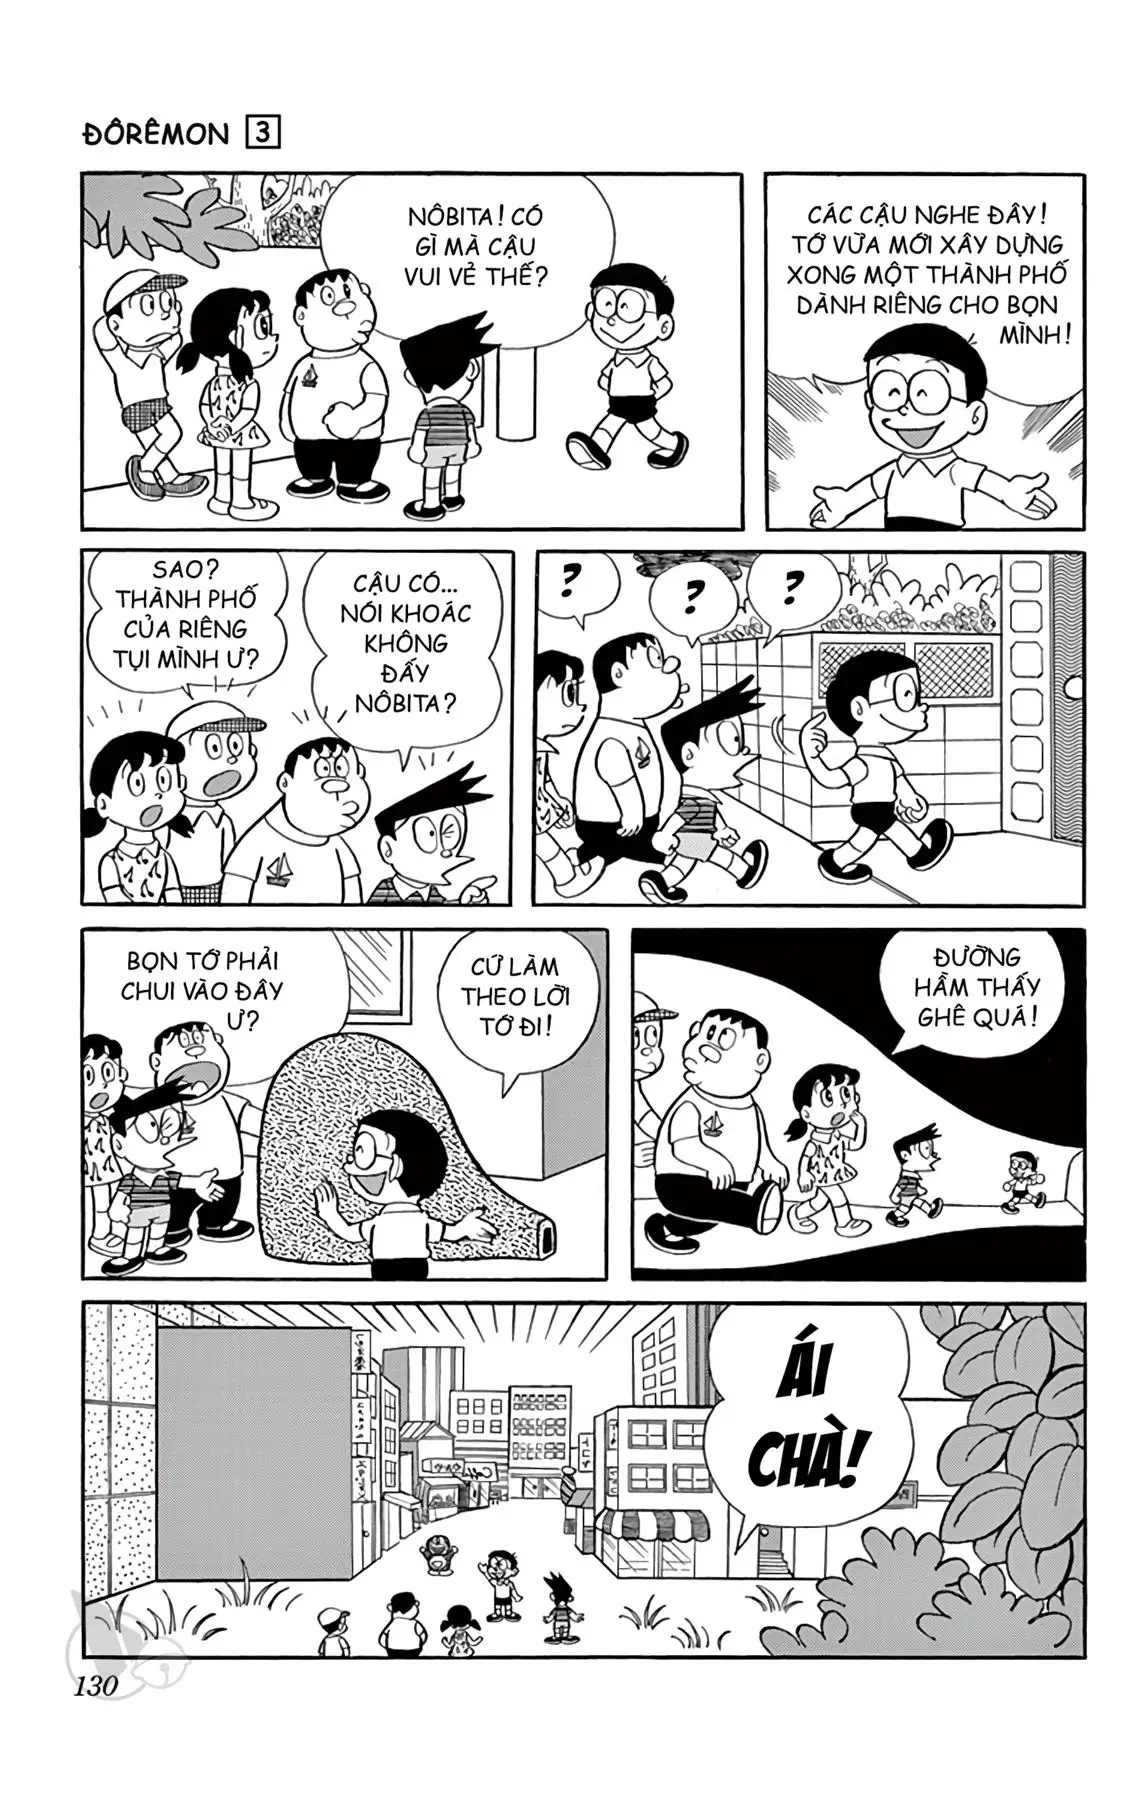 ĐÔRÊMON 3
NÔBITA! CÓ
GÌ MÀ CẬU
VUI VẺ THẾ?
CÁC CẬU NGHE ĐÂY!
TỚ VỪA MỚI XÂY DỰNG
XONG MỘT THÀNH PHỐ
DÀNH RIÊNG CHO BỌN
MÌNH!
SAO?
THÀNH PHỐ
CỦA RIÊNG
TỤI MÌNH Ư?
CẬU CÓ...
NÓI KHOÁC
KHÔNG
ĐẤY
NÔBITA?
?
?
?
BỌN TỚ PHẢI
CHUI VÀO ĐÂY
Ư?
CỨ LÀM
THEO LỜI
TỚ ĐI!
ĐƯỜNG
HẦM THẤY
GHÊ QUÁ!
ÁI
CHÀ!
130